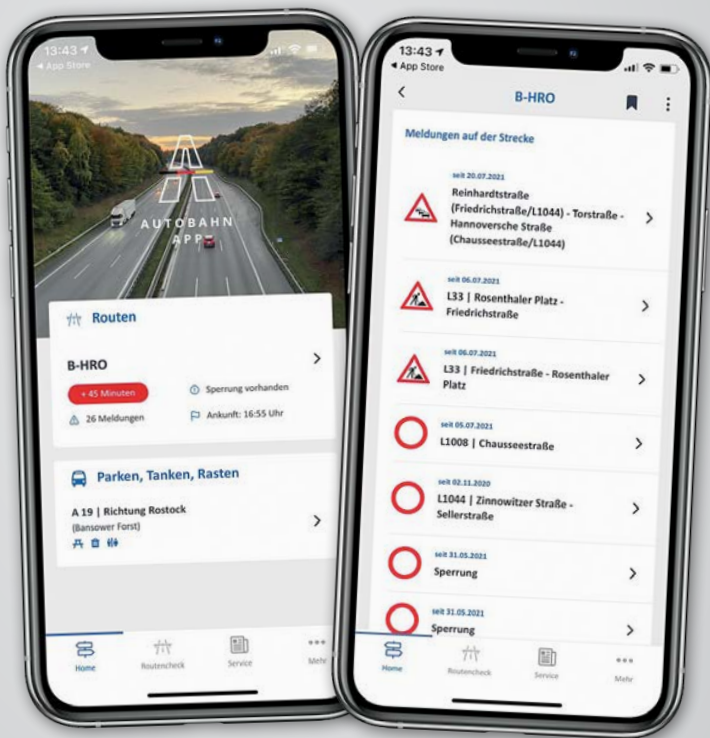 13:43
App Store
AUTOBAHN
APP
Routen
B-HRO
+ 45 Minuten
Sperrung vorhanden
26 Meldungen
Ankunft: 16:55 Uhr
Parken, Tanken, Rasten
A 19 | Richtung Rostock
(Bansower Forst)
Home
Routencheck
Service
Mehr
13:43
App Store
B-HRO
Meldungen auf der Strecke
seit 20.07.2021
Reinhardtstraße
(Friedrichstraße/L1044) - Torstraße -
Hannoversche Straße
(Chausseestraße/L1044)
seit 06.07.2021
L33 | Rosenthaler Platz -
Friedrichstraße
seit 06.07.2021
L33 | Friedrichstraße - Rosenthaler
Platz
seit 05.07.2021
L1008 | Chausseestraße
seit 02.11.2020
L1044 | Zinnowitzer Straße -
Sellerstraße
seit 31.05.2021
Sperrung
seit 31.05.2021
Sperrung
Home
Routencheck
Service
Mehr